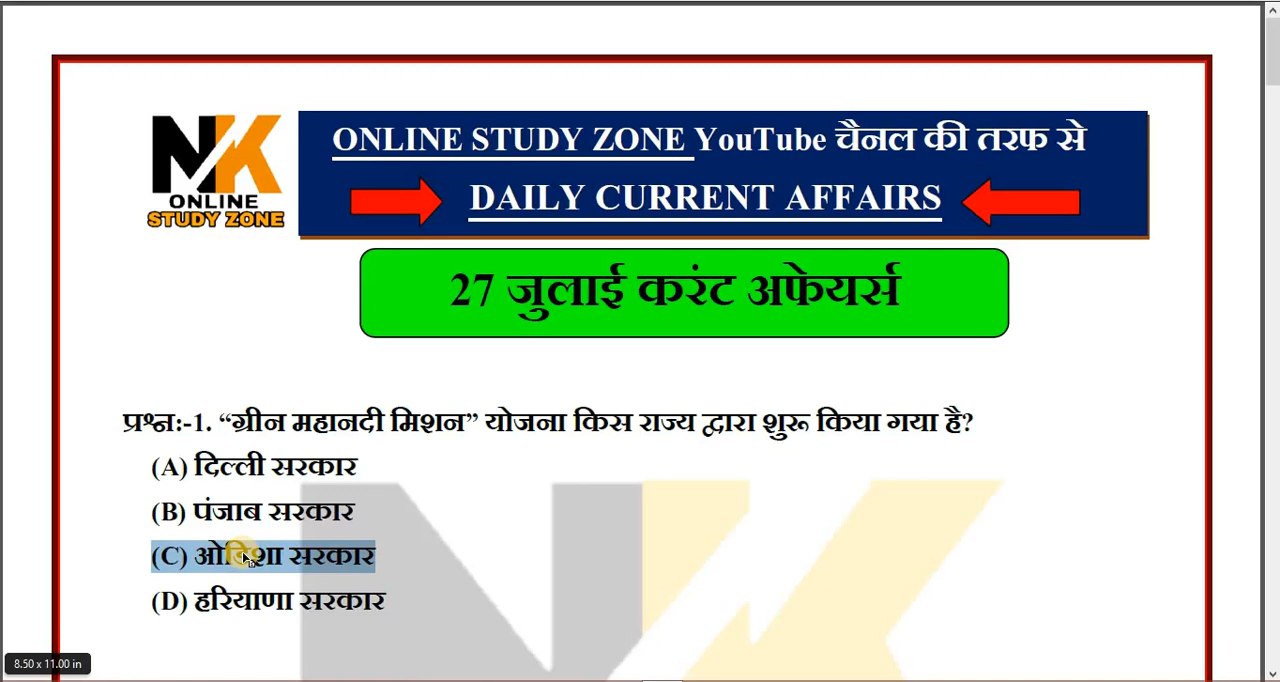 NK
ONLINE
STUDY ZONE
ONLINE STUDY ZONE YouTube चैनल की तरफ से
DAILY CURRENT AFFAIRS
27 जुलाई करंट अफेयर्स
प्रश्न:-1. “ग्रीन महानदी मिशन” योजना किस राज्य द्वारा शुरू किया गया है?
(A) दिल्ली सरकार
(B) पंजाब सरकार
(C) ओडिशा सरकार
(D) हरियाणा सरकार
8.50 x 11.00 in